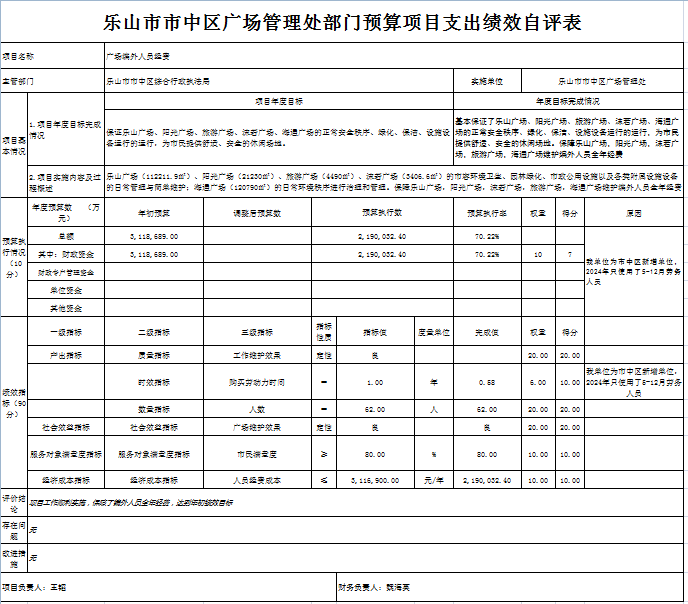 乐山市市中区广场管理处部门预算项目支出绩效自评表
项目名称 广场编外人员经费
主管部门 乐山市市中区综合行政执法局 实施单位 乐山市市中区广场管理处
项目基本情况 1.项目年度目标完成情况 项目年度目标 年度目标完成情况
保证乐山广场、阳光广场、旅游广场、沫若广场、海通广场的正常安全秩序、绿化、保洁、设施设备运行的运行，为市民提供舒适、安全的休闲场地。
基本保证了乐山广场、阳光广场、旅游广场、沫若广场、海通广场的正常安全秩序、绿化、保洁、设施设备运行的运行，为市民提供舒适、安全的休闲场地。保障乐山广场，阳光广场，沫若广场，旅游广场，海通广场维护编外人员全年经费
2.项目实施内容及过程概述 乐山广场（112211.9㎡）、阳光广场（21230㎡）、旅游广场（4490㎡）、沫若广场（3406.6㎡）的市容环境卫生、园林绿化、市政公用设施以及各类附属设施设备的日常管理与简单维护；海通广场（120790㎡）的日常环境秩序进行治理和管理。保障乐山广场，阳光广场，沫若广场，旅游广场，海通广场维护编外人员全年经费
预算执行情况（10分） 年度预算数（万元） 年初预算 调整后预算数 预算执行数 预算执行率 权重 得分 原因
总额 3,118,689.00 2,190,032.40 70.22%
其中：财政资金 3,118,689.00 2,190,032.40 70.22% 10 7
我单位为市中区新增单位，2024年只使用了5-12月劳务人员
财政专户管理资金
单位资金
其他资金
绩效指标（90分） 一级指标 二级指标 三级指标 指标性质 指标值 度量单位 完成值 权重 得分
产出指标 质量指标 工作维护效果 定性 良 20.00 20.00
时效指标 购买劳动力时间 ＝ 1.00 年 0.58 6.00 10.00 我单位为市中区新增单位，2024年只使用了5-12月劳务人员
数量指标 人数 ＝ 62.00 人 62.00 20.00 20.00
社会效益指标 社会效益指标 广场维护效果 定性 良 良 20.00 20.00
服务对象满意度指标 服务对象满意度指标 市民满意度 ≥ 80.00 % 80.00 10.00 10.00
经济成本指标 经济成本指标 人员经费成本 ≤ 3,116,900.00 元/年 2,190,032.40 10.00 10.00
评价结论 项目工作顺利实施，保障了编外人员全年经费，达到年初绩效目标
存在问题 无
改进措施 无
项目负责人：王韬 财务负责人：魏海英